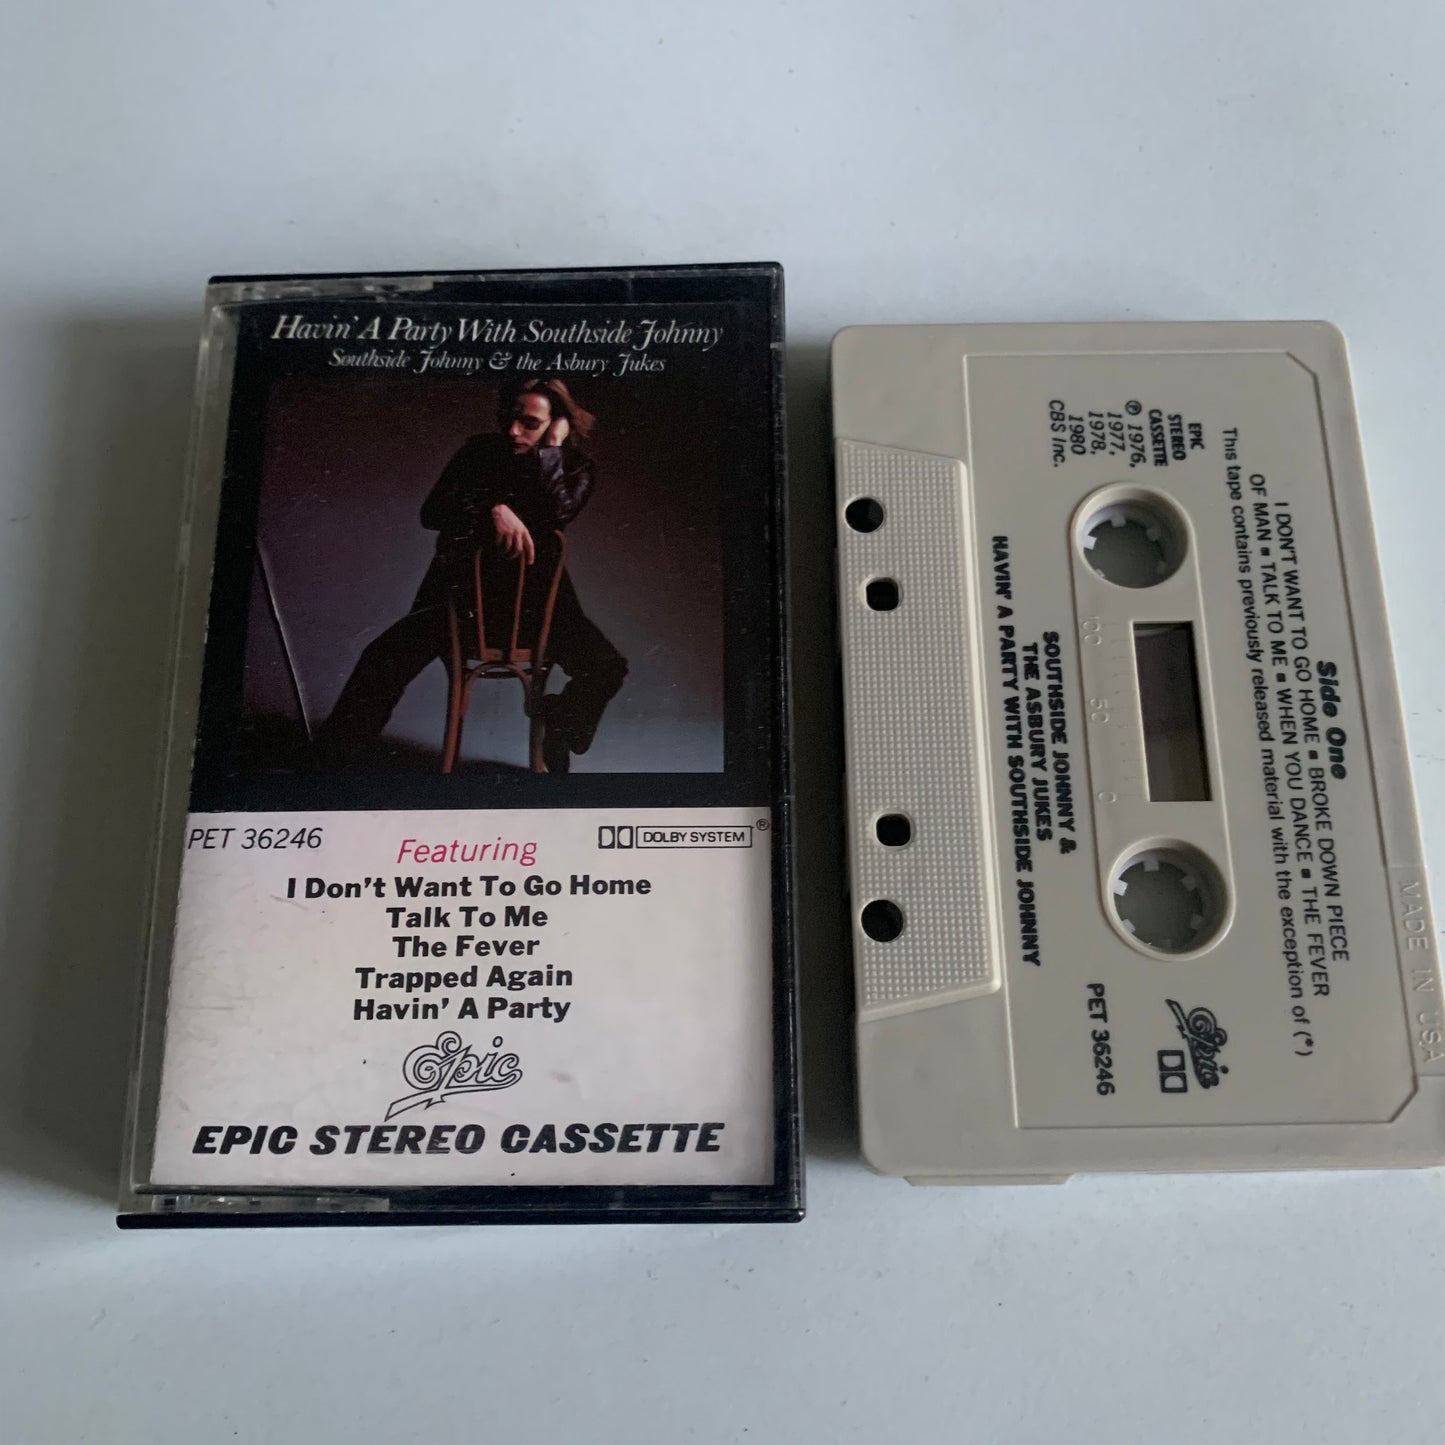 Havin' A Party With Southside Johnny
Southside Johnny & the Asbury Jukes
PET 36246
Featuring
DOLBY SYSTEM ®
I Don't Want To Go Home
Talk To Me
The Fever
Trapped Again
Havin' A Party
Epic
EPIC STEREO CASSETTE
Side One
I DON'T WANT TO GO HOME ■ BROKE DOWN PIECE
OF MAN ■ TALK TO ME ■ WHEN YOU DANCE ■ THE FEVER
This tape contains previously released material with the exception of (*)
EPIC
STEREO
CASSETTE
℗ 1976,
1977,
1978,
1980
CBS Inc.
100 50 0
Epic
PET 36246
SOUTHSIDE JOHNNY &
THE ASBURY JUKES
HAVIN' A PARTY WITH SOUTHSIDE JOHNNY
MADE IN USA